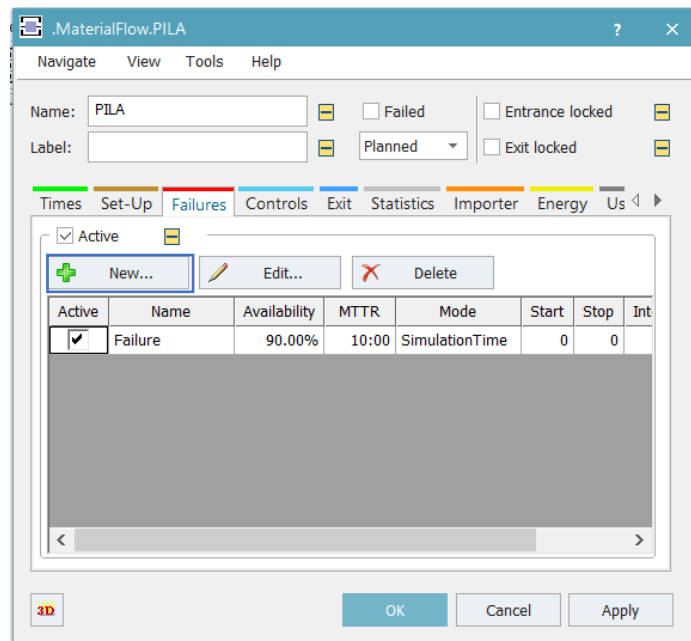 .MaterialFlow.PILA ? ×
Navigate View Tools Help
Name: PILA Failed Entrance locked
Label: Planned Exit locked
Times Set-Up Failures Controls Exit Statistics Importer Energy Us
Active
New... Edit... Delete
Active Name Availability MTTR Mode Start Stop Int
Failure 90.00% 10:00 SimulationTime 0 0
3D OK Cancel Apply